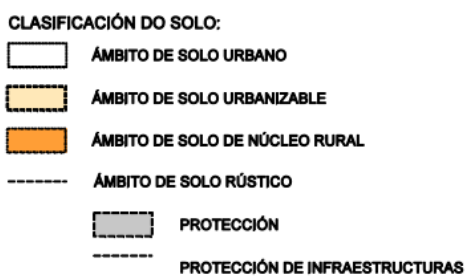 CLASIFICACIÓN DO SOLO:
ÁMBITO DE SOLO URBANO
ÁMBITO DE SOLO URBANIZABLE
ÁMBITO DE SOLO DE NÚCLEO RURAL
ÁMBITO DE SOLO RÚSTICO
PROTECCIÓN
PROTECCIÓN DE INFRAESTRUCTURAS